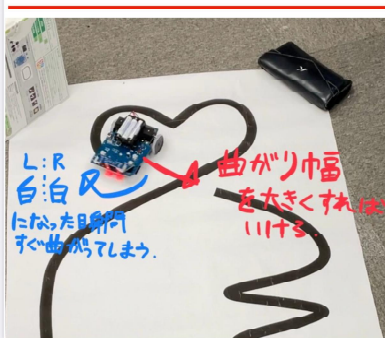 L:R
白:白
になった瞬間
すぐ曲がってしまう.
曲がり幅
を大きくすれば
いける.